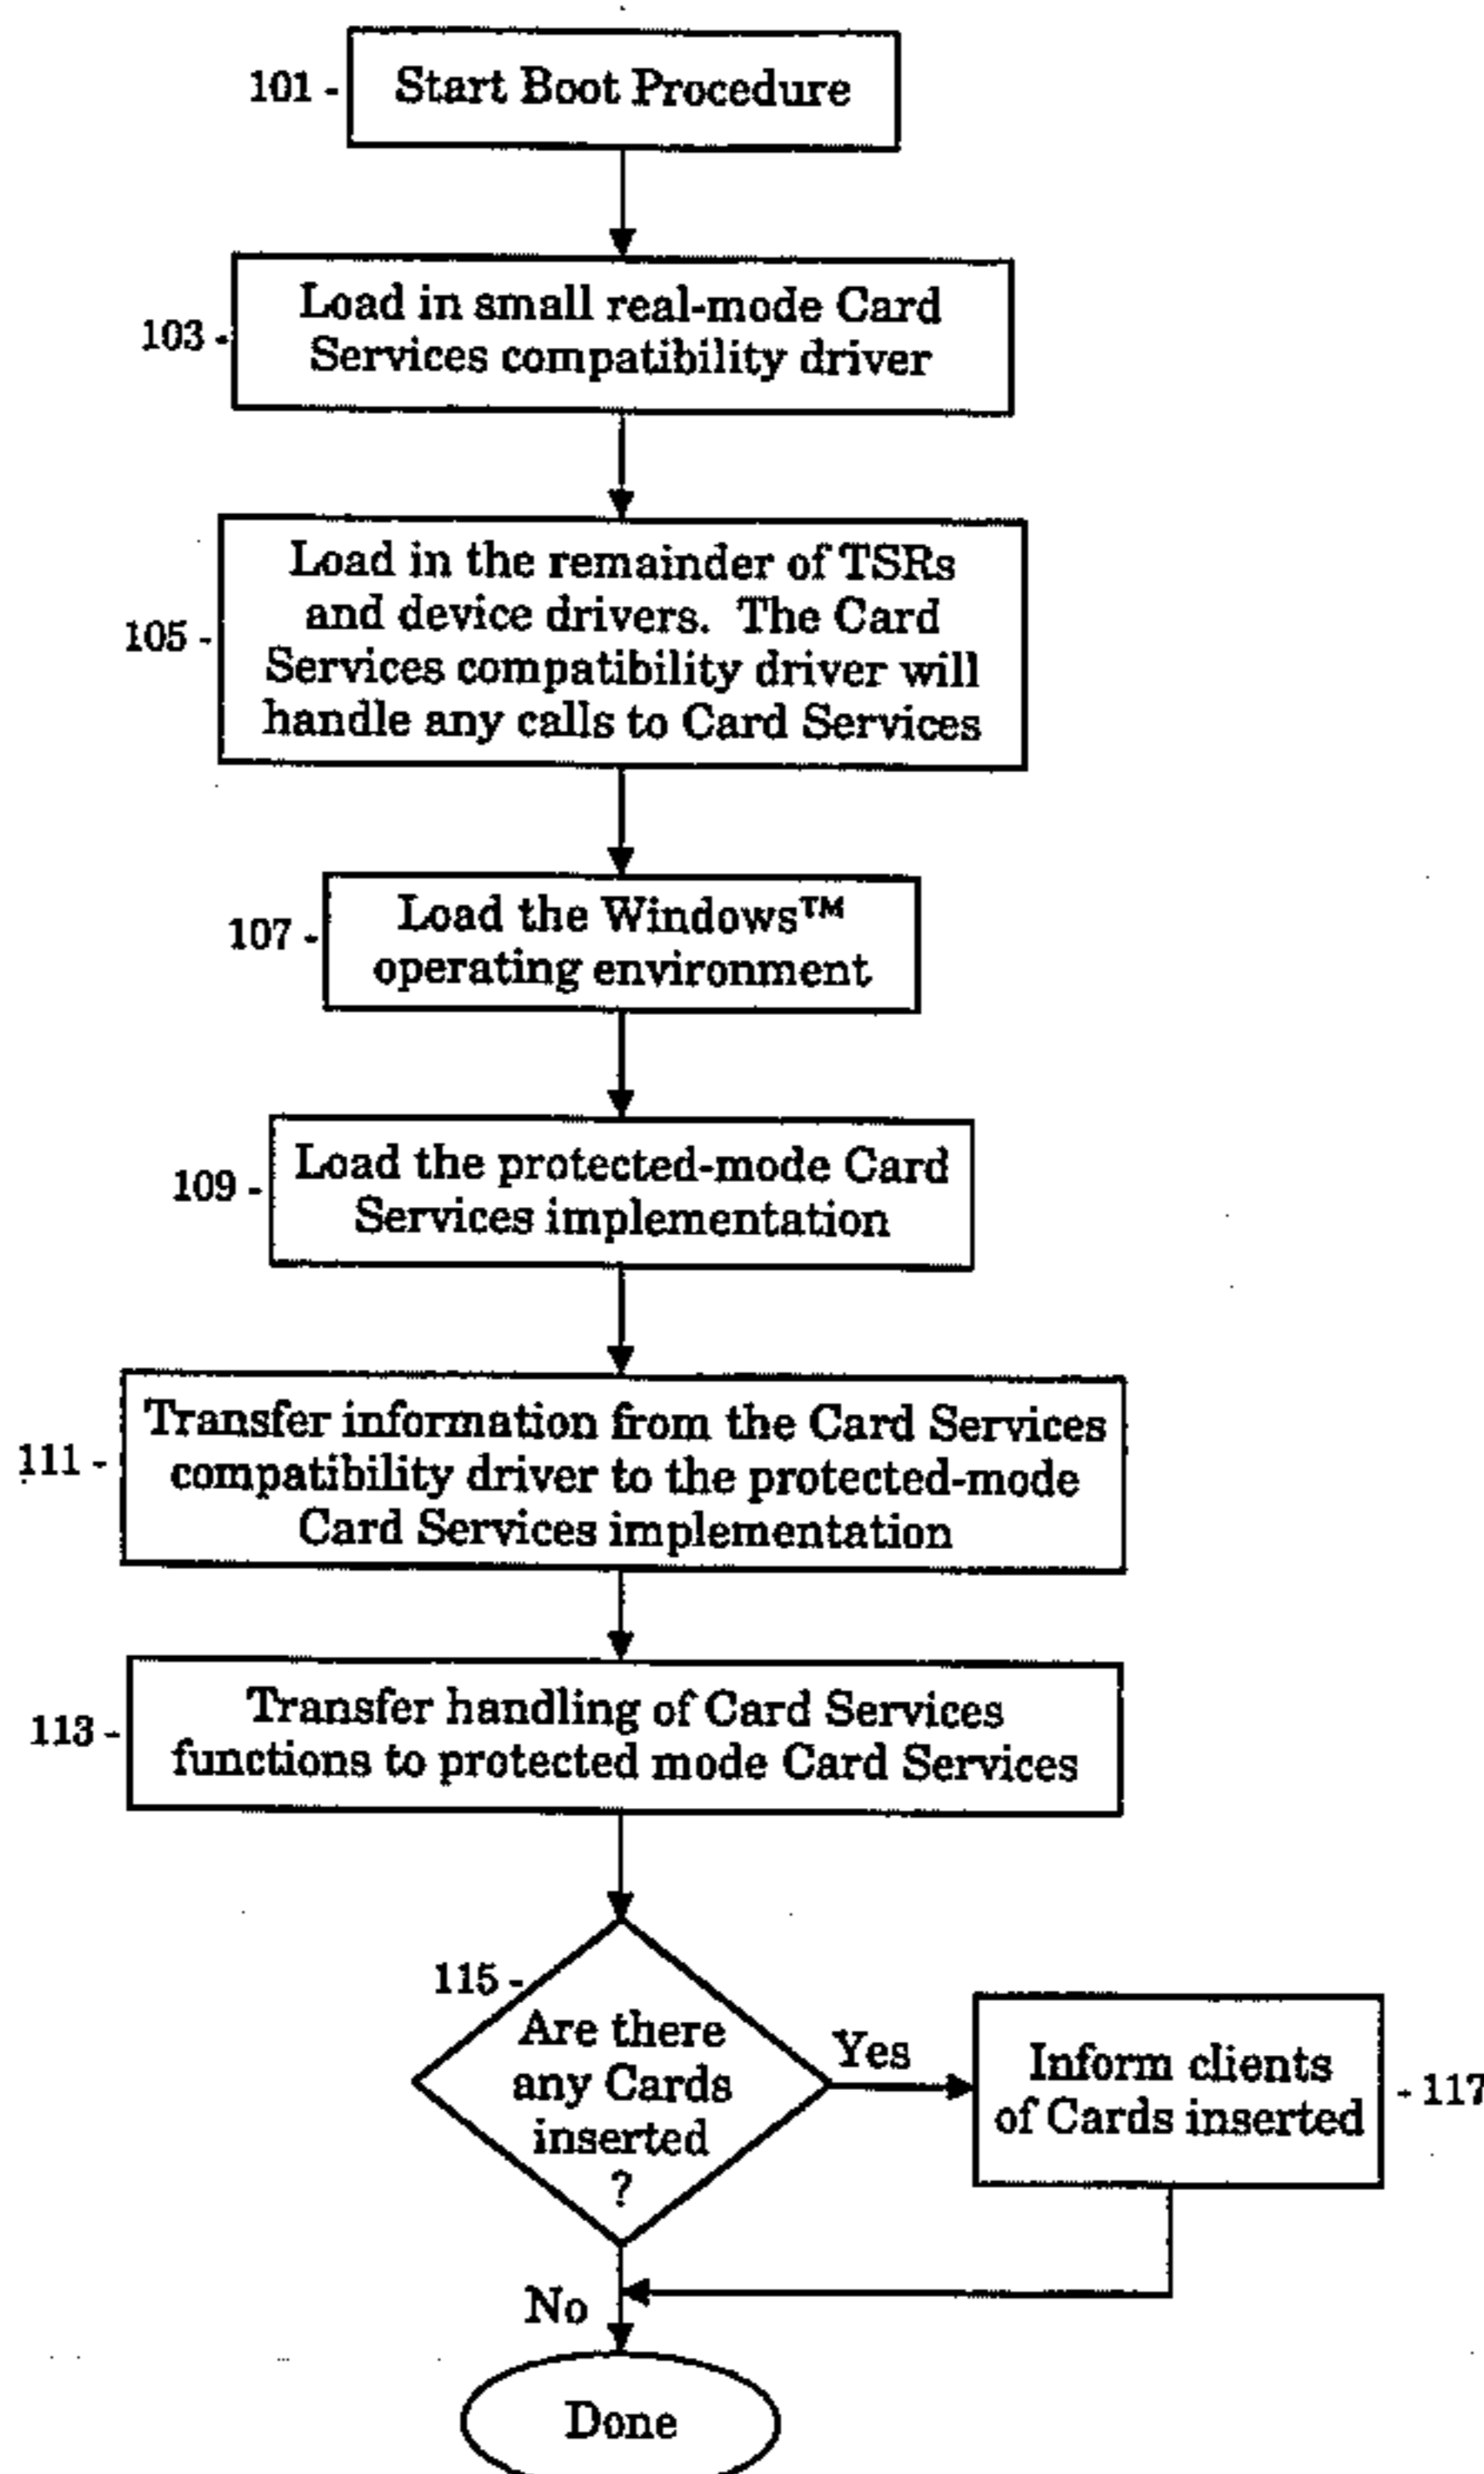 101 - Start Boot Procedure
103 - Load in small real-mode Card
Services compatibility driver
105 - Load in the remainder of TSRs
and device drivers. The Card
Services compatibility driver will
handle any calls to Card Services
107 - Load the Windows™
operating environment
109 - Load the protected-mode Card
Services implementation
111 - Transfer information from the Card Services
compatibility driver to the protected-mode
Card Services implementation
113 - Transfer handling of Card Services
functions to protected mode Card Services
115 -
Are there
any Cards
inserted
?
Yes
Inform clients
of Cards inserted
- 117
No
Done